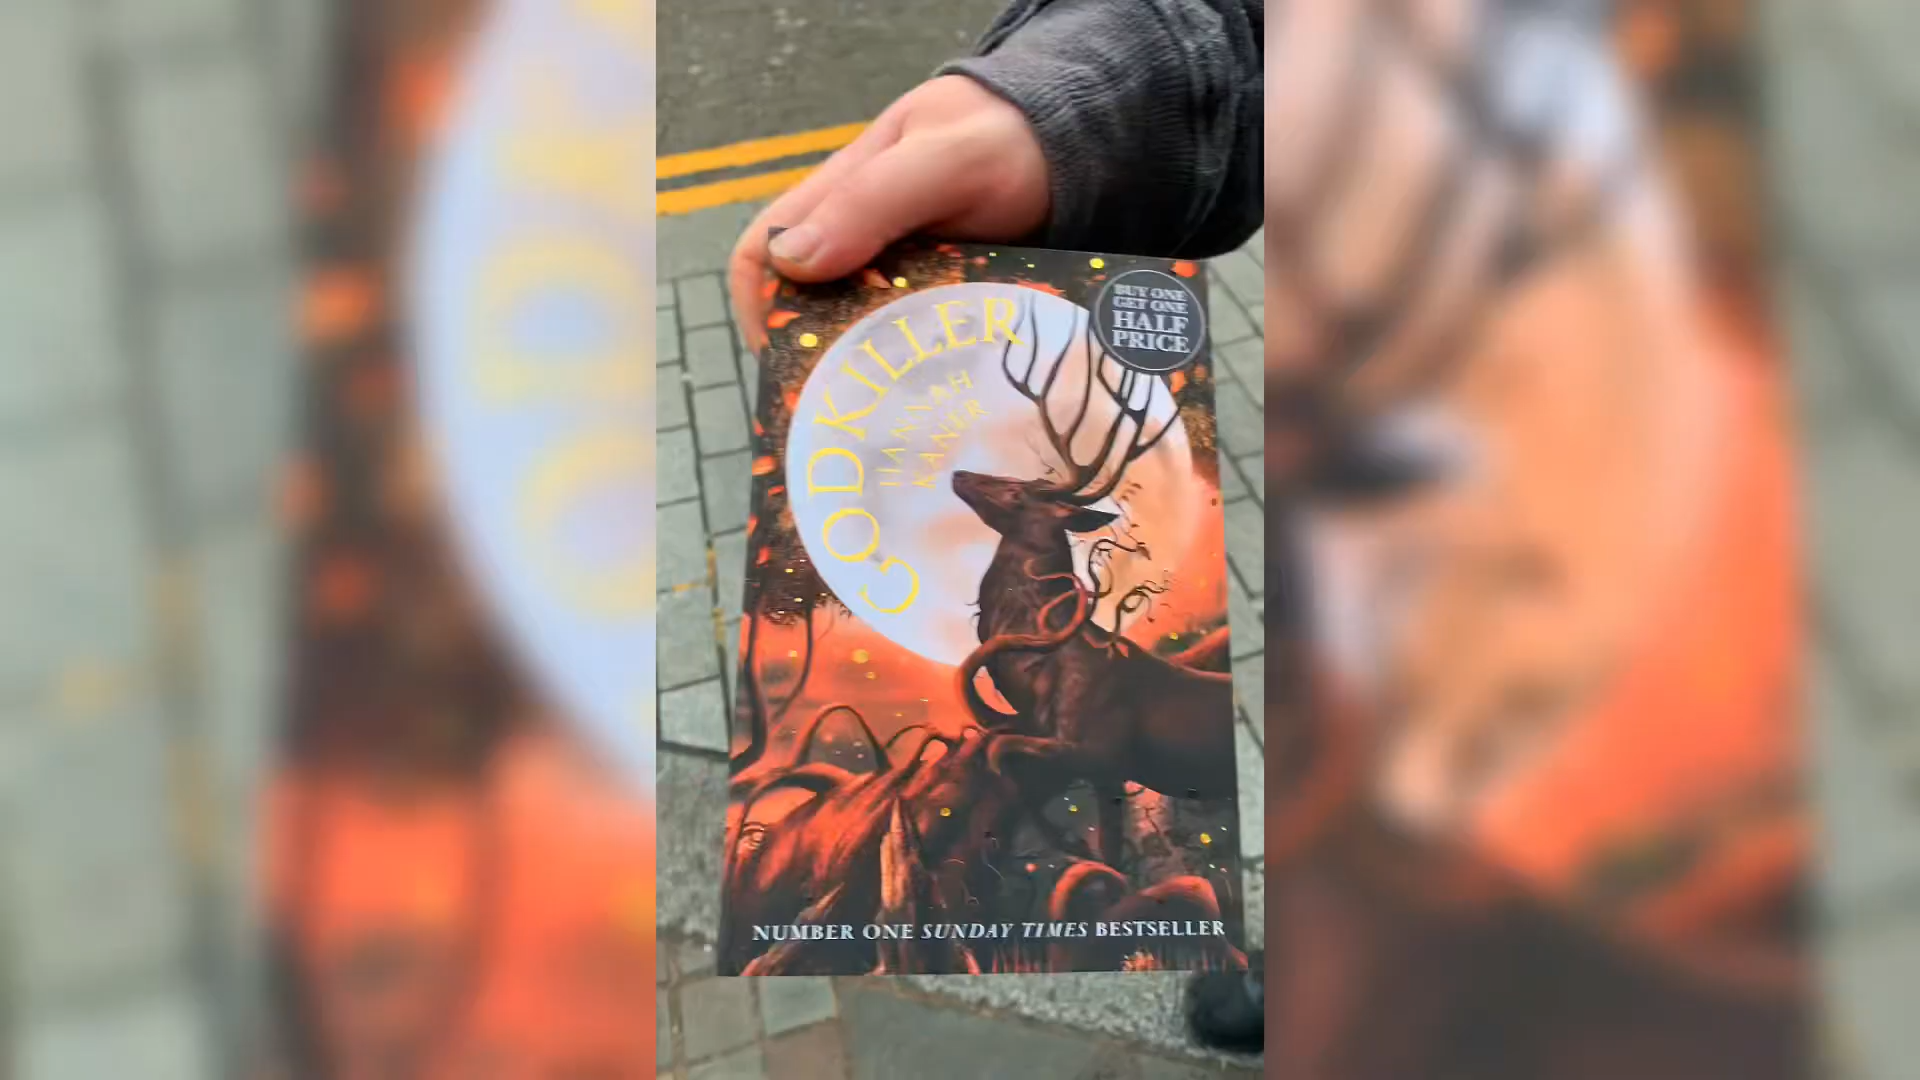 GODKILLER
HANNAH
KANER
BUY ONE
GET ONE
HALF
PRICE
NUMBER ONE SUNDAY TIMES BESTSELLER